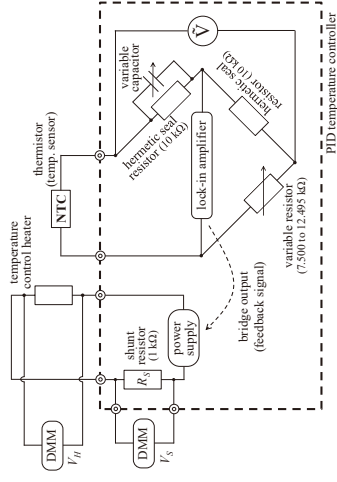 thermistor
(temp. sensor)
NTC
temperature
control heater
variable
capacitor
hermetic seal
resistor (10 kΩ)
Ṽ
hermetic seal
resistor (10 kΩ)
lock-in amplifier
variable resistor
(7.500 to 12.495 kΩ)
shunt
resistor
(1 kΩ)
R_S
power
supply
bridge output
(feedback signal)
DMM
V_H
DMM
V_S
PID temperature controller